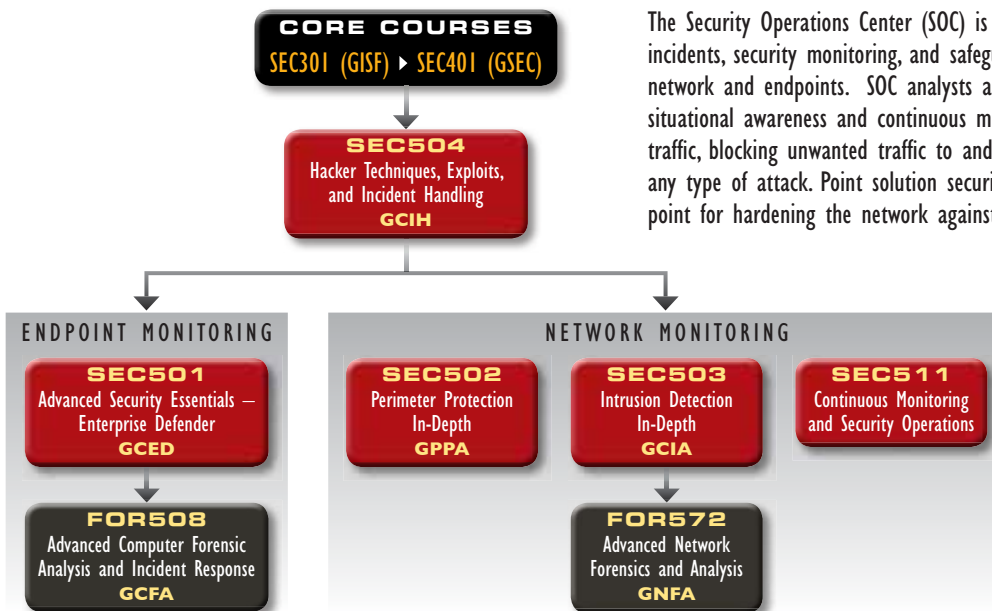 CORE COURSES
SEC301 (GISF) ▸ SEC401 (GSEC)
The Security Operations Center (SOC) is
incidents, security monitoring, and safeg
network and endpoints. SOC analysts a
situational awareness and continuous m
traffic, blocking unwanted traffic to and
any type of attack. Point solution securi
point for hardening the network against
SEC504
Hacker Techniques, Exploits,
and Incident Handling
GCIH
ENDPOINT MONITORING
SEC501
Advanced Security Essentials –
Enterprise Defender
GCED
FOR508
Advanced Computer Forensic
Analysis and Incident Response
GCFA
NETWORK MONITORING
SEC502
Perimeter Protection
In-Depth
GPPA
SEC503
Intrusion Detection
In-Depth
GCIA
FOR572
Advanced Network
Forensics and Analysis
GNFA
SEC511
Continuous Monitoring
and Security Operations